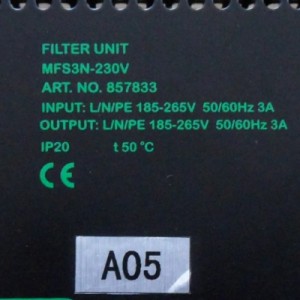 FILTER UNIT
MFS3N-230V
ART. NO. 857833
INPUT: L/N/PE 185-265V 50/60Hz 3A
OUTPUT: L/N/PE 185-265V 50/60Hz 3A
IP20 t 50 °C
CE
A05